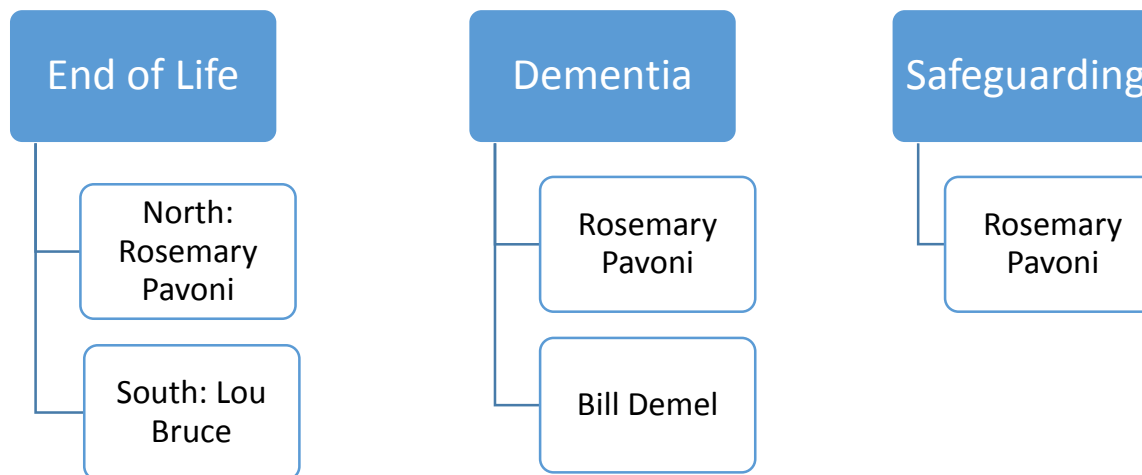 End of Life
North:
Rosemary
Pavoni
South: Lou
Bruce
Dementia
Rosemary
Pavoni
Bill Demel
Safeguarding
Rosemary
Pavoni